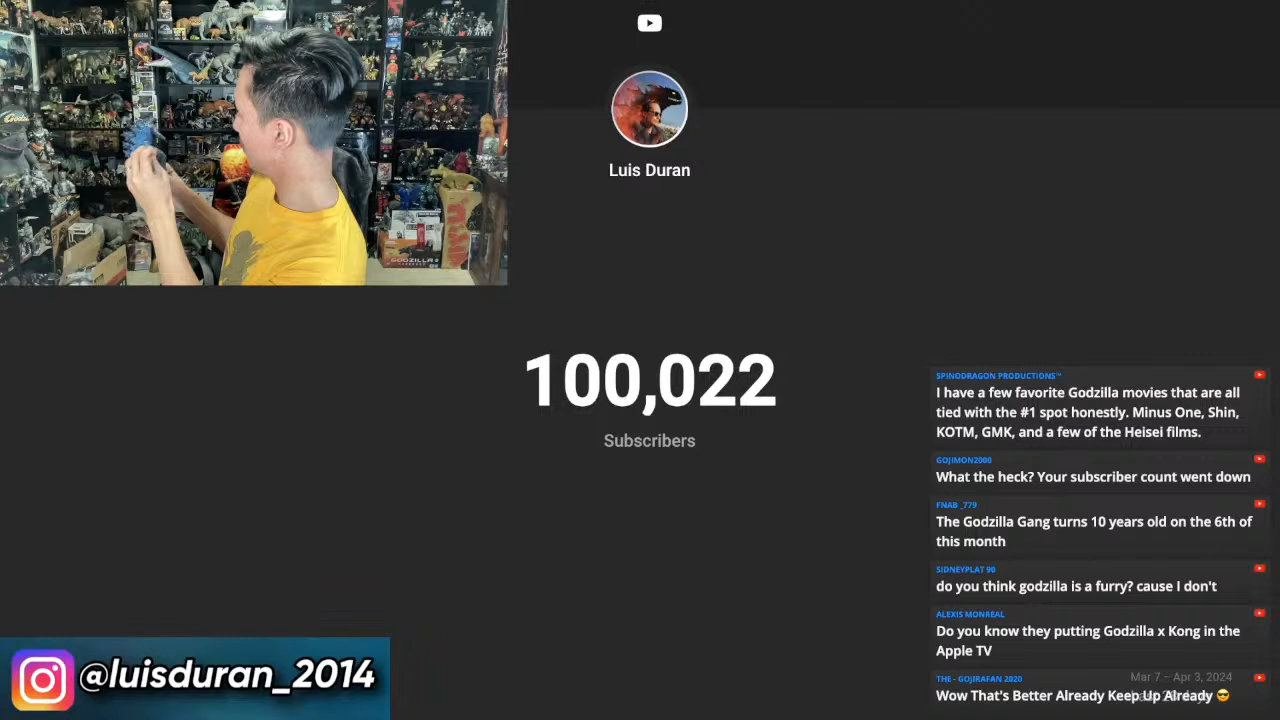 Luis Duran
GODZILLA
100,022
Subscribers
SPINODRAGON PRODUCTIONS™
I have a few favorite Godzilla movies that are all
tied with the #1 spot honestly. Minus One, Shin,
KOTM, GMK, and a few of the Heisei films.
GOJIMON2000
What the heck? Your subscriber count went down
FNAB_779
The Godzilla Gang turns 10 years old on the 6th of
this month
SIDNEYPLAT 90
do you think godzilla is a furry? cause I don't
ALEXIS MONREAL
Do you know they putting Godzilla x Kong in the
Apple TV
THE - GOJIRAFAN 2020
Mar 7 – Apr 3, 2024
Wow That's Better Already Keep Up Already 😎
@luisduran_2014